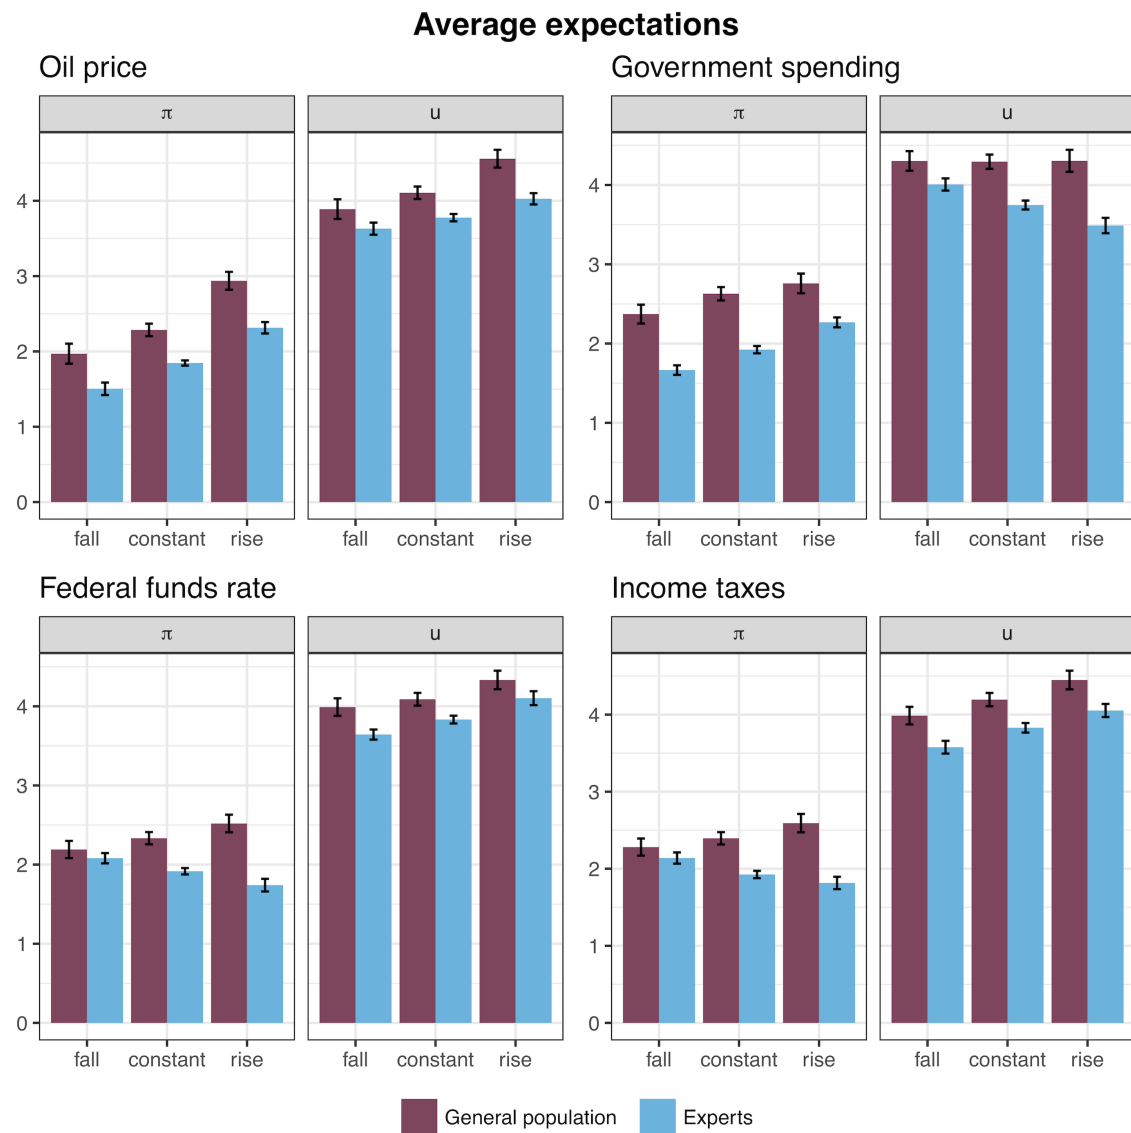 Average expectations
Oil price
Government spending
π
u
π
u
4
3
2
1
0
4
3
2
1
0
fall
constant
rise
fall
constant
rise
fall
constant
rise
fall
constant
rise
Federal funds rate
Income taxes
π
u
π
u
4
3
2
1
0
4
3
2
1
0
fall
constant
rise
fall
constant
rise
fall
constant
rise
fall
constant
rise
General population
Experts